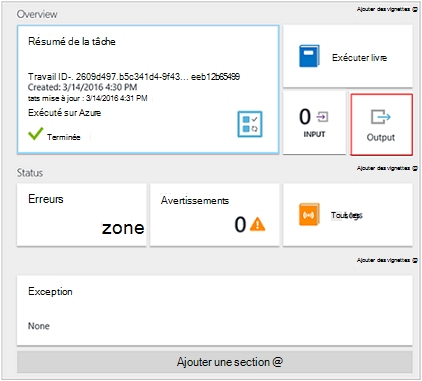 Overview
Ajouter des vignettes @
Résumé de la tâche
Travail ID-. 2609d497.b5c341d4-9f43... eeb12b65499
Created: 3/14/2016 4:30 PM
tats mise à jour : 3/14/2016 4:31 PM
Exécuté sur Azure
Terminée
Exécuter livre
0
INPUT
Output
Status
Ajouter des vignettes @
Erreurs
zone
Avertissements
0
Ajouter des vignettes @
Exception
None
Ajouter une section @